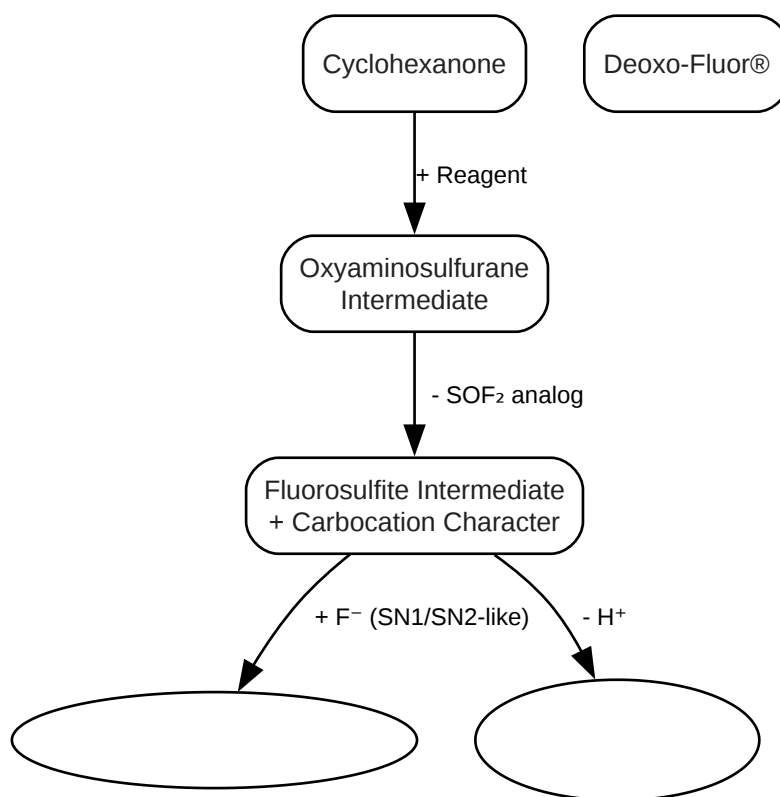 Cyclohexanone
Deoxo-Fluor®
+ Reagent
Oxyaminosulfurane
Intermediate
- SOF₂ analog
Fluorosulfite Intermediate
+ Carbocation Character
+ F⁻ (SN1/SN2-like)
- H⁺